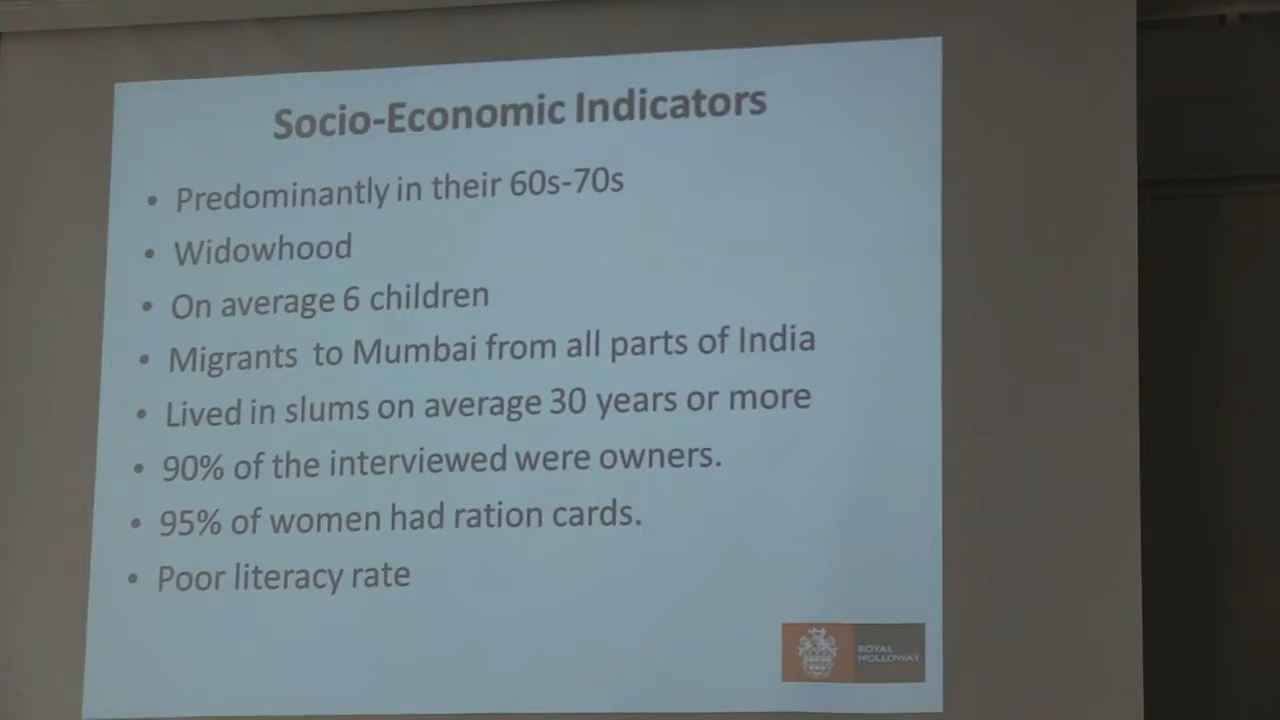 Socio-Economic Indicators
• Predominantly in their 60s-70s
• Widowhood
• On average 6 children
• Migrants to Mumbai from all parts of India
• Lived in slums on average 30 years or more
• 90% of the interviewed were owners.
• 95% of women had ration cards.
• Poor literacy rate
ROYAL
HOLLOWAY